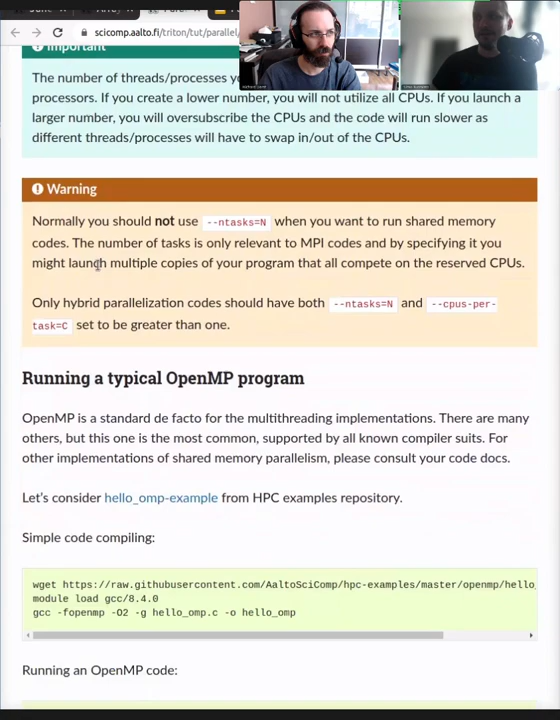 scicomp.aalto.fi/triton/tut/parallel
Important
The number of threads/processes
processors. If you create a lower number, you will not utilize all CPUs. If you launch a
larger number, you will oversubscribe the CPUs and the code will run slower as
different threads/processes will have to swap in/out of the CPUs.
Warning
Normally you should not use --ntasks=N when you want to run shared memory
codes. The number of tasks is only relevant to MPI codes and by specifying it you
might launch multiple copies of your program that all compete on the reserved CPUs.
Only hybrid parallelization codes should have both --ntasks=N and --cpus-per-
task=C set to be greater than one.
Running a typical OpenMP program
OpenMP is a standard de facto for the multithreading implementations. There are many
others, but this one is the most common, supported by all known compiler suits. For
other implementations of shared memory parallelism, please consult your code docs.
Let's consider hello_omp-example from HPC examples repository.
Simple code compiling:
wget https://raw.githubusercontent.com/AaltoSciComp/hpc-examples/master/openmp/hello_
module load gcc/8.4.0
gcc -fopenmp -O2 -g hello_omp.c -o hello_omp
Running an OpenMP code: